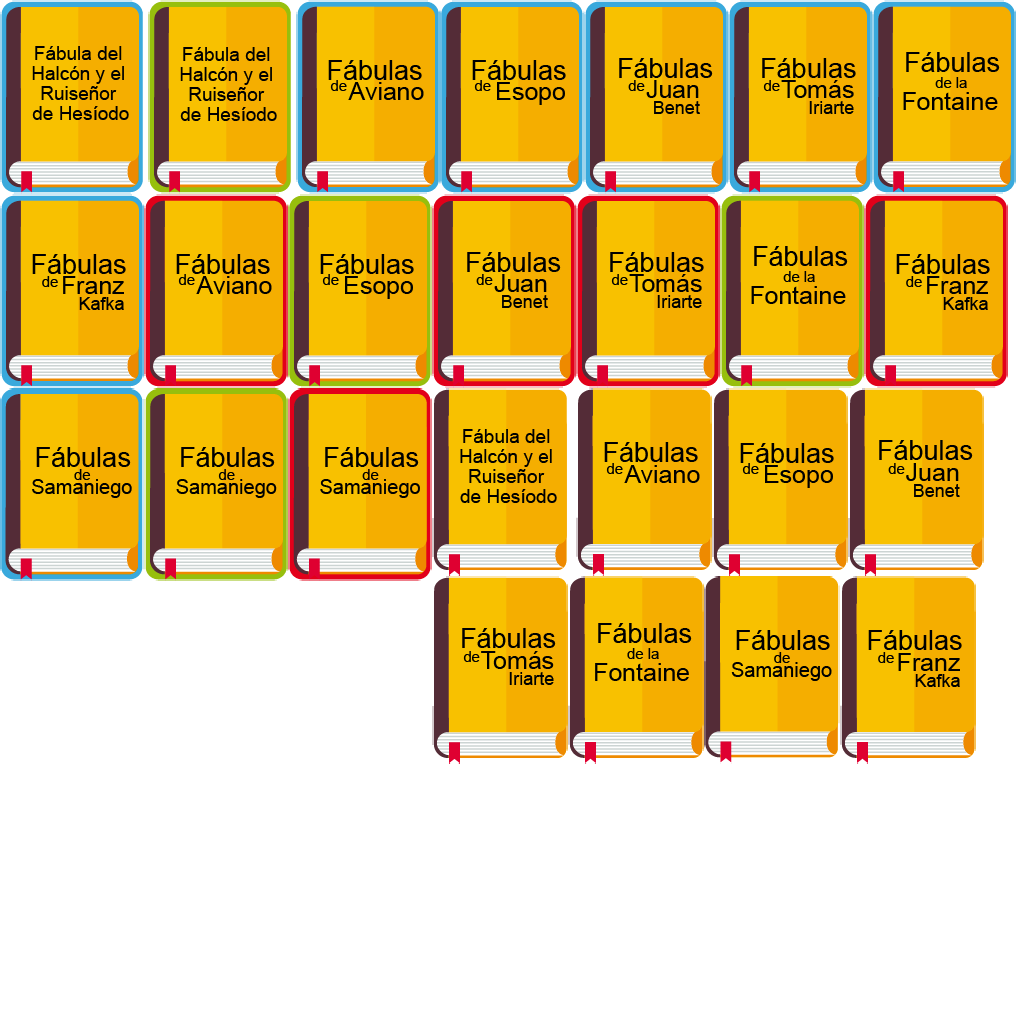 Fábula del
Halcón y el
Ruiseñor
de Hesíodo
Fábula del
Halcón y el
Ruiseñor
de Hesíodo
Fábulas
de Aviano
Fábulas
de Esopo
Fábulas
de Juan
Benet
Fábulas
de Tomás
Iriarte
Fábulas
de la
Fontaine
Fábulas
de Franz
Kafka
Fábulas
de Aviano
Fábulas
de Esopo
Fábulas
de Juan
Benet
Fábulas
de Tomás
Iriarte
Fábulas
de la
Fontaine
Fábulas
de Franz
Kafka
Fábulas
de
Samaniego
Fábulas
de
Samaniego
Fábulas
de
Samaniego
Fábula del
Halcón y el
Ruiseñor
de Hesíodo
Fábulas
de Aviano
Fábulas
de Esopo
Fábulas
de Juan
Benet
Fábulas
de Tomás
Iriarte
Fábulas
de la
Fontaine
Fábulas
de
Samaniego
Fábulas
de Franz
Kafka